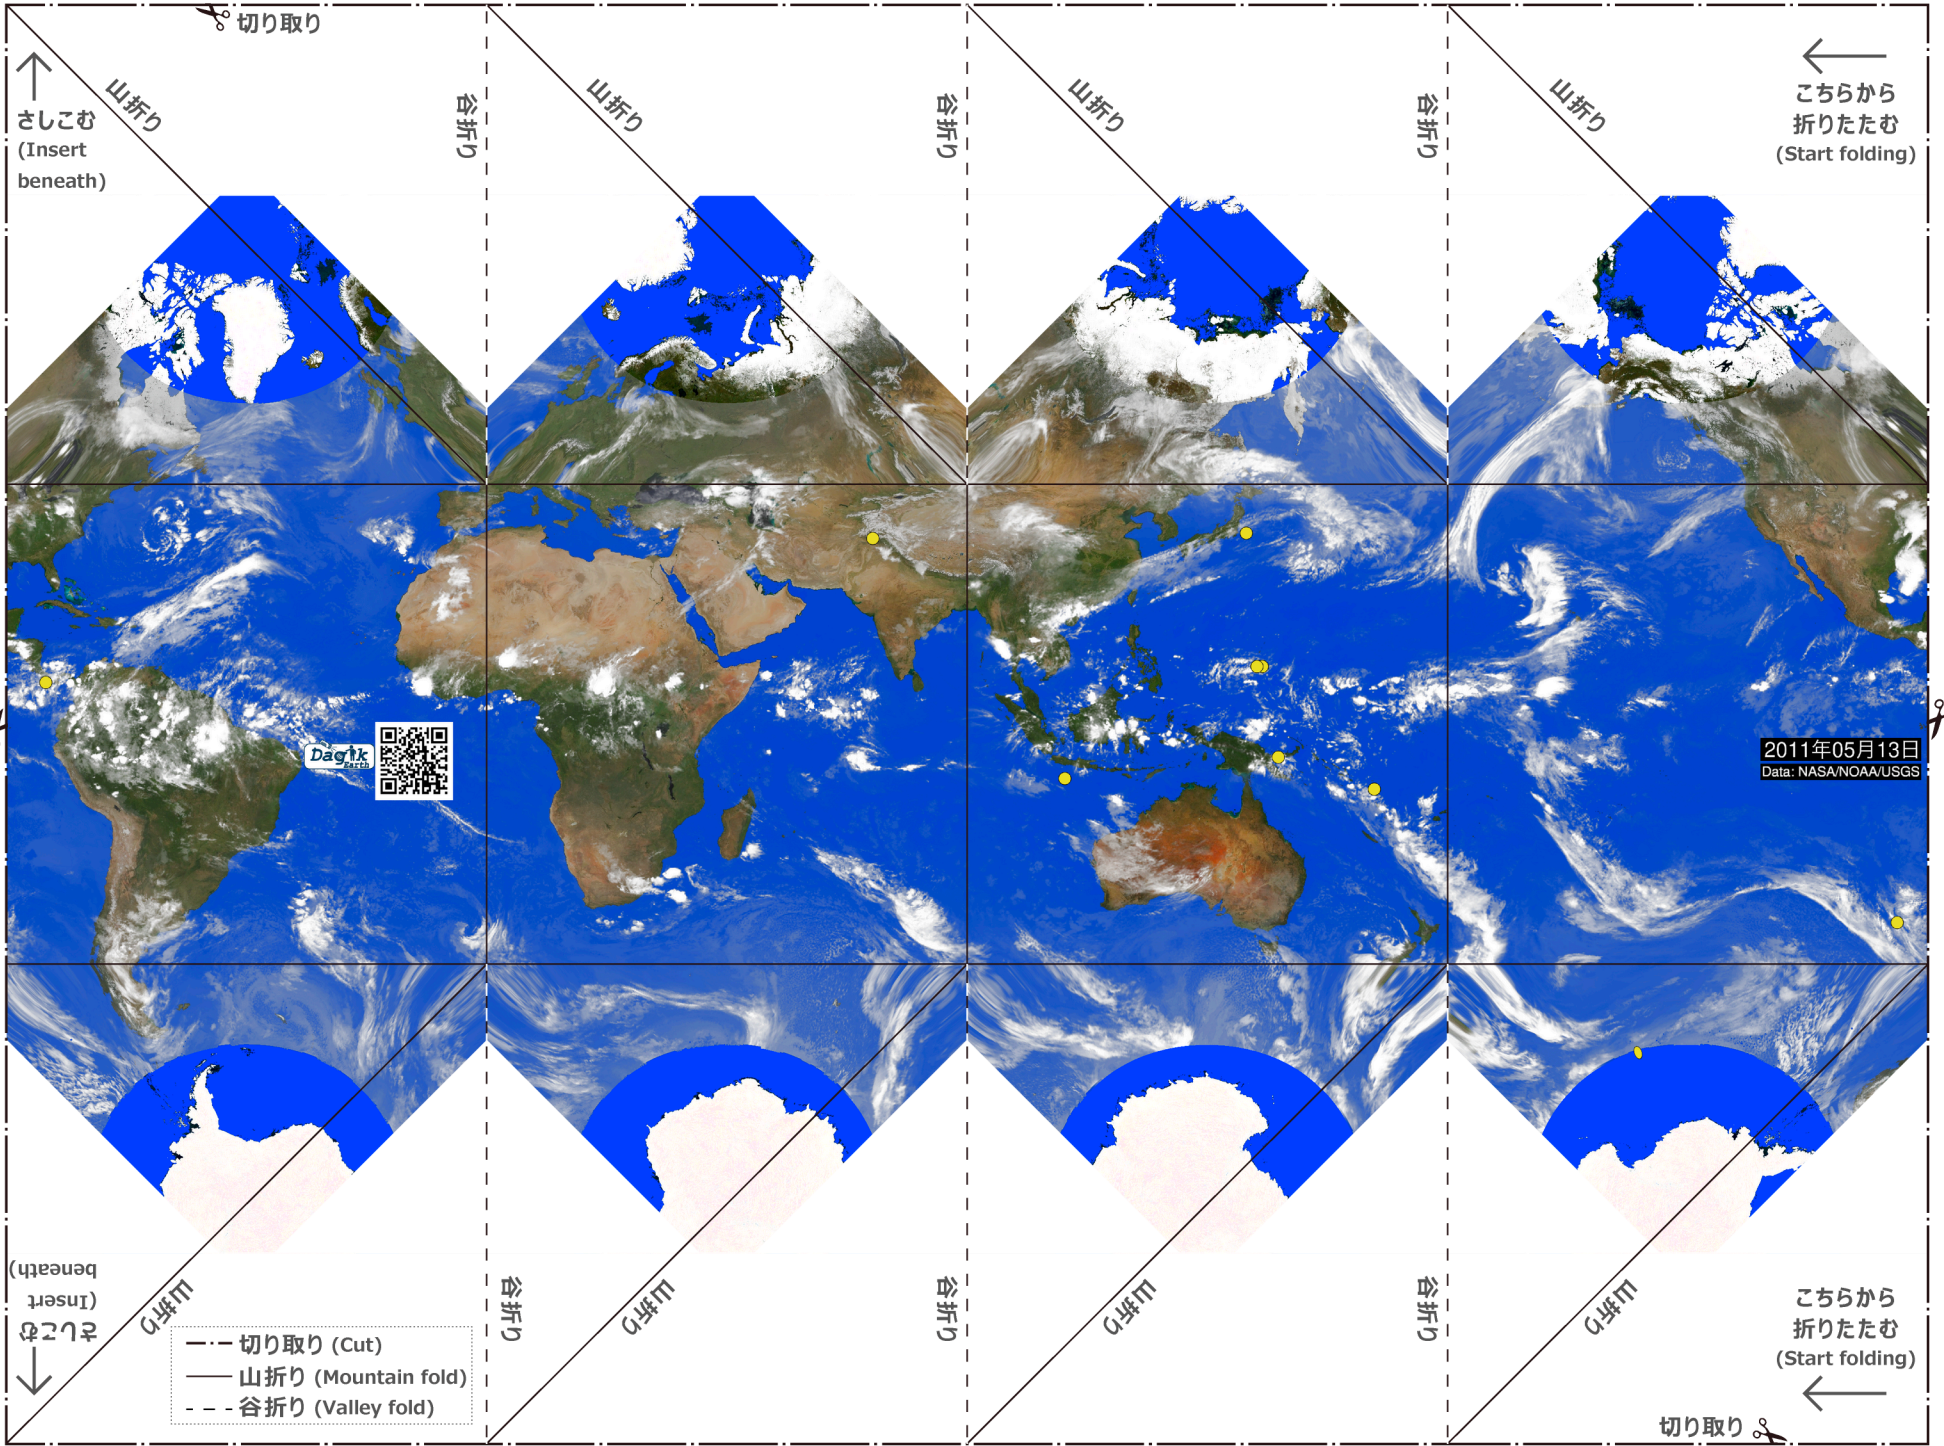 切り取り
山折り
谷折り
山折り
谷折り
山折り
谷折り
山折り
さしこむ
(Insert
beneath)
こちらから
折りたたむ
(Start folding)
Dagik
Earth
2011年05月13日
Data: NASA/NOAA/USGS
さしこむ
(Insert
beneath)
山折り
谷折り
山折り
谷折り
山折り
谷折り
山折り
こちらから
折りたたむ
(Start folding)
切り取り (Cut)
山折り (Mountain fold)
谷折り (Valley fold)
切り取り